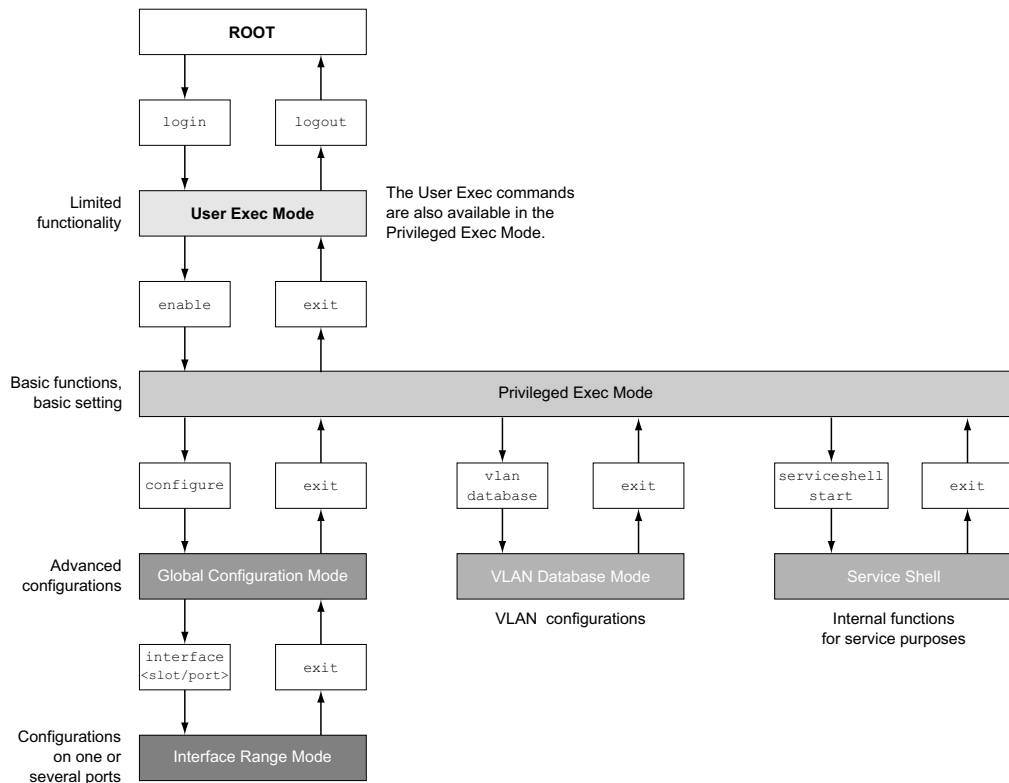 ROOT
login
logout
Limited
functionality
User Exec Mode
The User Exec commands
are also available in the
Privileged Exec Mode.
enable
exit
Basic functions,
basic setting
Privileged Exec Mode
configure
exit
vlan
database
exit
serviceshell
start
exit
Advanced
configurations
Global Configuration Mode
VLAN Database Mode
Service Shell
VLAN configurations
Internal functions
for service purposes
interface
<slot/port>
exit
Configurations
on one or
several ports
Interface Range Mode